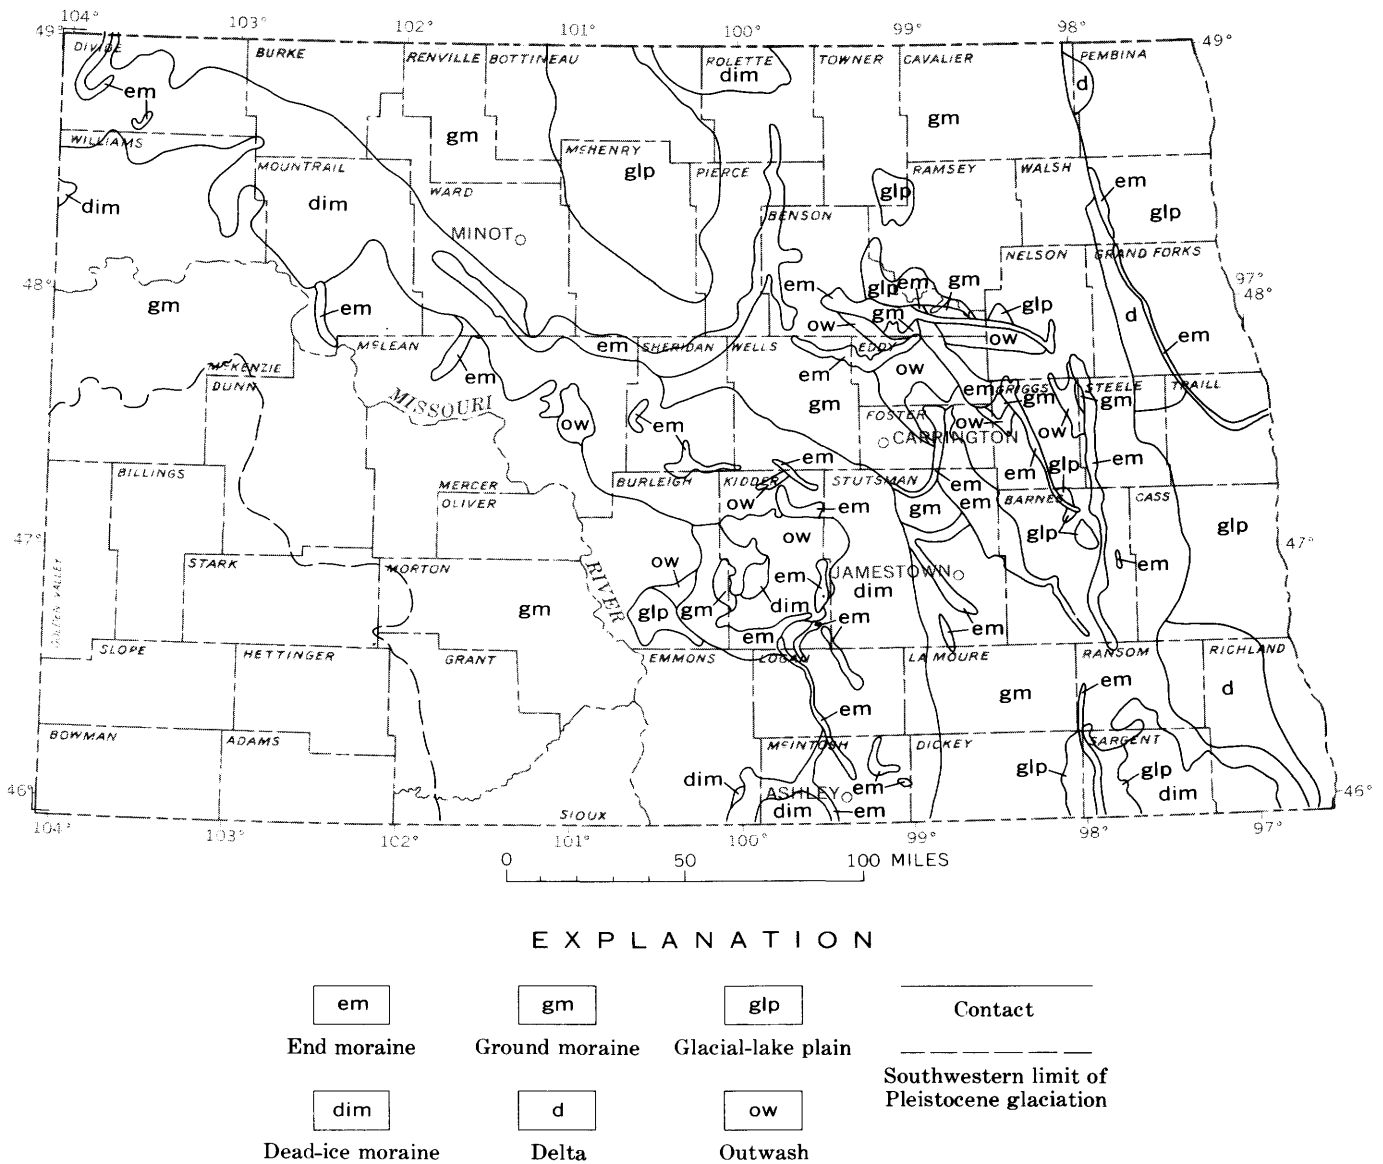 104° 103° 102° 101° 100° 99° 98°
49° 49°
DIVIDE BURKE RENVILLE BOTTINEAU ROLETTE TOWNER CAVALIER PEMBINA
dim d
em
gm gm
WILLIAMS McHENRY
MOUNTRAIL glp PIERCE RAMSEY WALSH
WARD glp em
dim dim glp
BENSON
MINOT
NELSON GRAND FORKS
48° 97°
48°
em glp em gm
gm em gm glp d
ow ow em
McLEAN em SHERIDAN WELLS EDDY
McKENZIE em em ow
DUNN em GRIGGS STEELE TRAILL
MISSOURI gm gm gm
FOSTER
ow em ow ow
CARRINGTON
em em glp em
BILLINGS BURLEIGH KIDDER STUTSMAN em
MERCER em BARNES CASS
OLIVER ow em gm
47° ow glp glp
47°
GOLDEN VALLEY STARK MORTON ow em JAMESTOWN em
RIVER dim
gm glp gm dim em
em em
SLOPE HETTINGER GRANT EMMONS LOGAN LA MOURE RANSOM RICHLAND
em
gm d
em
BOWMAN ADAMS McINTOSH DICKEY SARGENT
dim glp glp
46° ASHLEY em dim 46°
SIOUX dim em
104° 103° 102° 101° 100° 99° 98° 97°
0 50 100 MILES
EXPLANATION
em gm glp
Contact
End moraine Ground moraine Glacial-lake plain
Southwestern limit of
Pleistocene glaciation
dim d ow
Dead-ice moraine Delta Outwash